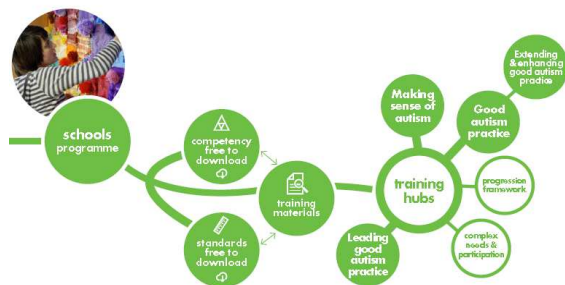 schools
programme
competency
free to
download
standards
free to
download
training
materials
Making
sense of
autism
Good
autism
practice
Extending
& enhancing
good autism
practice
training
hubs
progression
framework
complex
needs &
participation
Leading
good
autism
practice